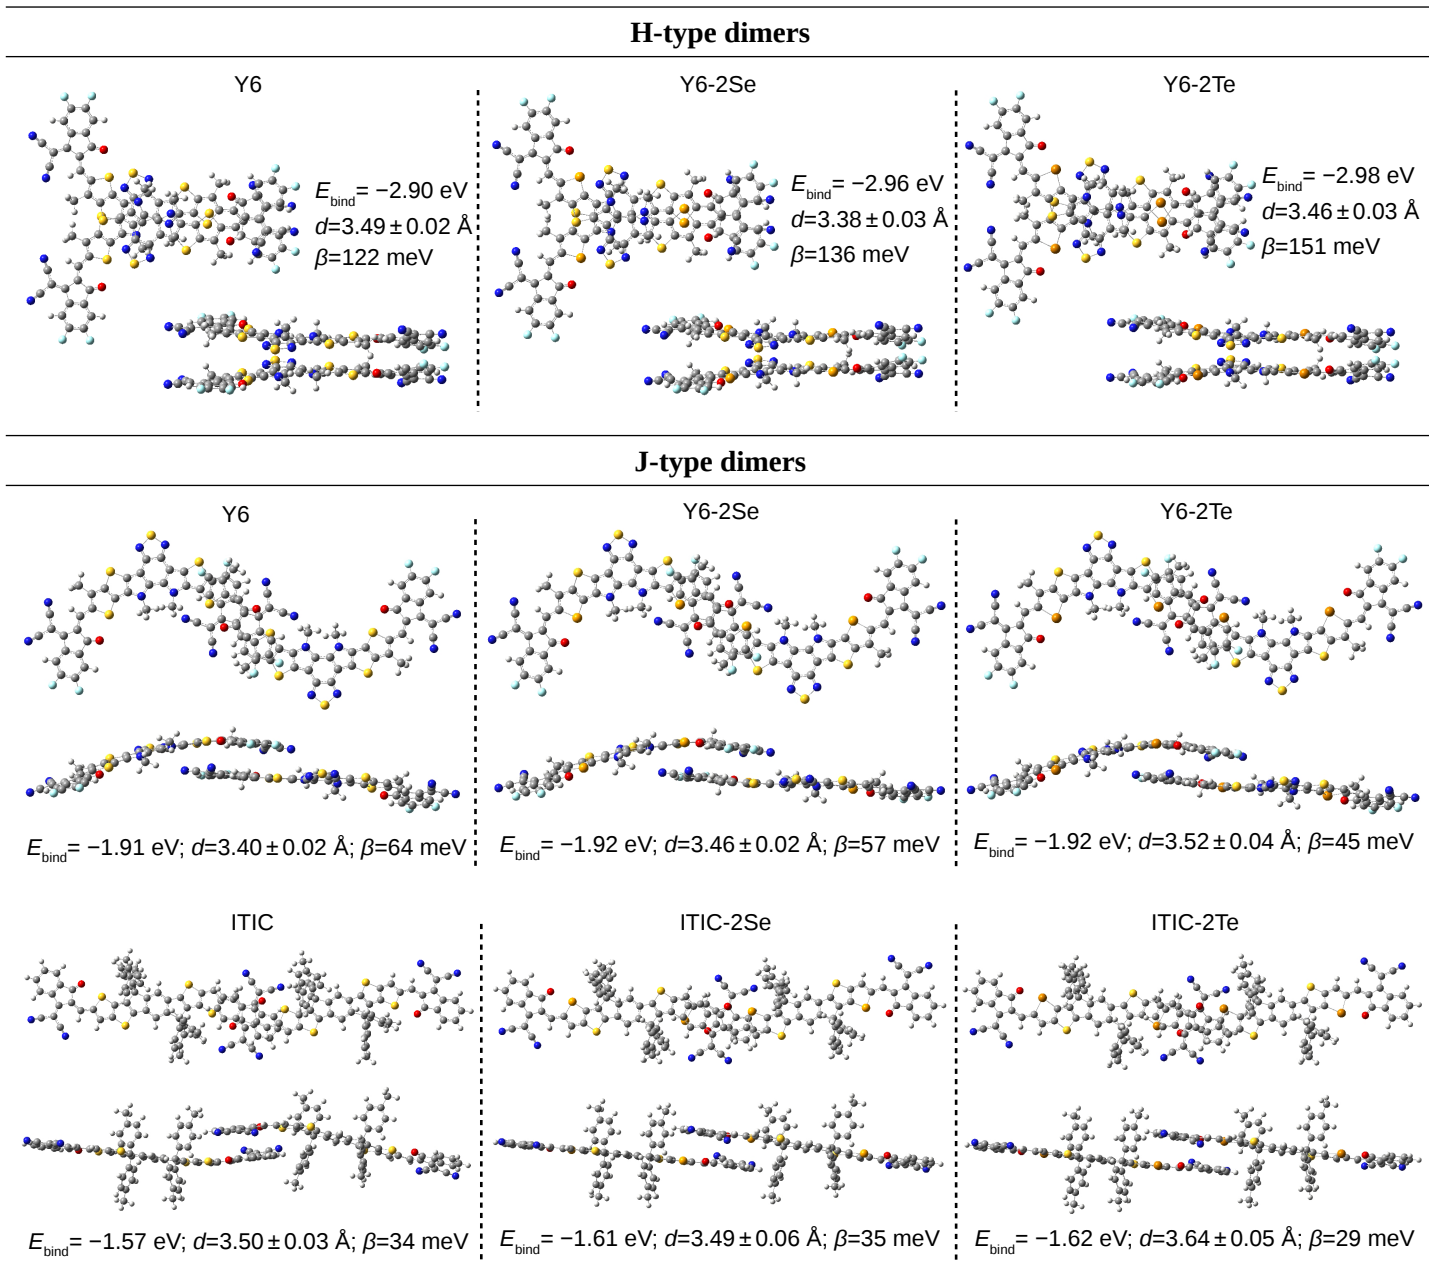 H-type dimers
Y6
Y6-2Se
Y6-2Te
E_bind= −2.90 eV
d=3.49±0.02 Å
β=122 meV
E_bind= −2.96 eV
d=3.38±0.03 Å
β=136 meV
E_bind= −2.98 eV
d=3.46±0.03 Å
β=151 meV
J-type dimers
Y6
Y6-2Se
Y6-2Te
E_bind= −1.91 eV; d=3.40±0.02 Å; β=64 meV
E_bind= −1.92 eV; d=3.46±0.02 Å; β=57 meV
E_bind= −1.92 eV; d=3.52±0.04 Å; β=45 meV
ITIC
ITIC-2Se
ITIC-2Te
E_bind= −1.57 eV; d=3.50±0.03 Å; β=34 meV
E_bind= −1.61 eV; d=3.49±0.06 Å; β=35 meV
E_bind= −1.62 eV; d=3.64±0.05 Å; β=29 meV